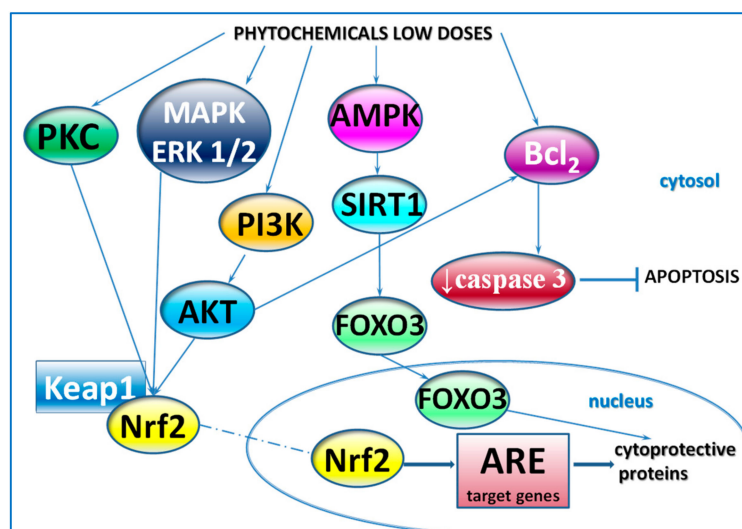 PHYTOCHEMICALS LOW DOSES
PKC
MAPK
ERK 1/2
AMPK
Bcl₂
cytosol
SIRT1
PI3K
↓caspase 3
APOPTOSIS
AKT
FOXO3
Keap1
Nrf2
FOXO3
nucleus
Nrf2
ARE
target genes
cytoprotective
proteins